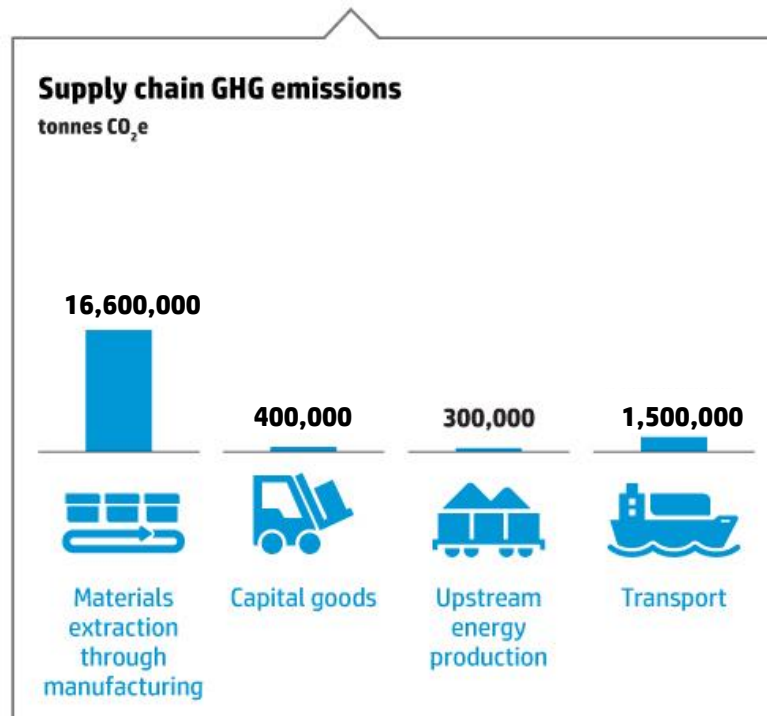 Supply chain GHG emissions
tonnes CO₂e
16,600,000
400,000
300,000
1,500,000
Materials
extraction
through
manufacturing
Capital goods
Upstream
energy
production
Transport